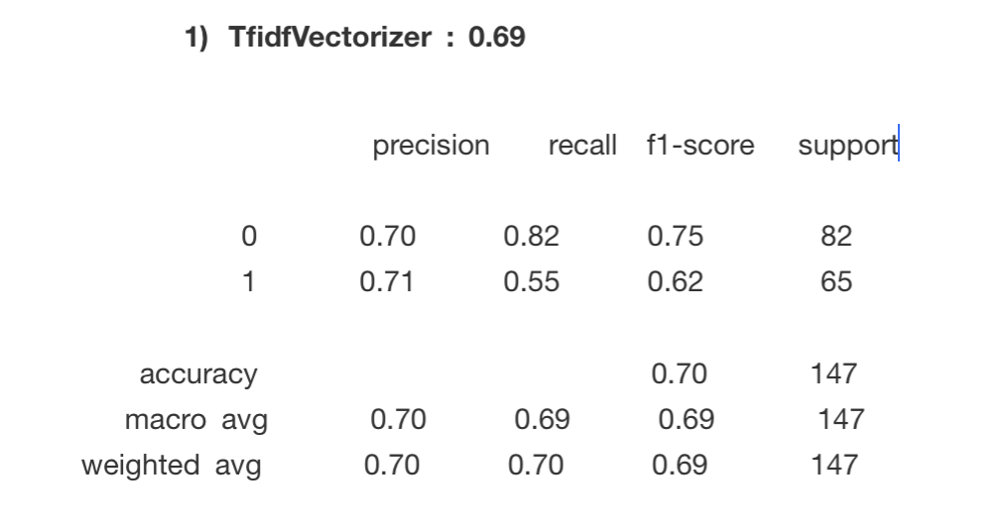 1) TfidfVectorizer : 0.69
precision recall f1-score support
0 0.70 0.82 0.75 82
1 0.71 0.55 0.62 65
accuracy 0.70 147
macro avg 0.70 0.69 0.69 147
weighted avg 0.70 0.70 0.69 147